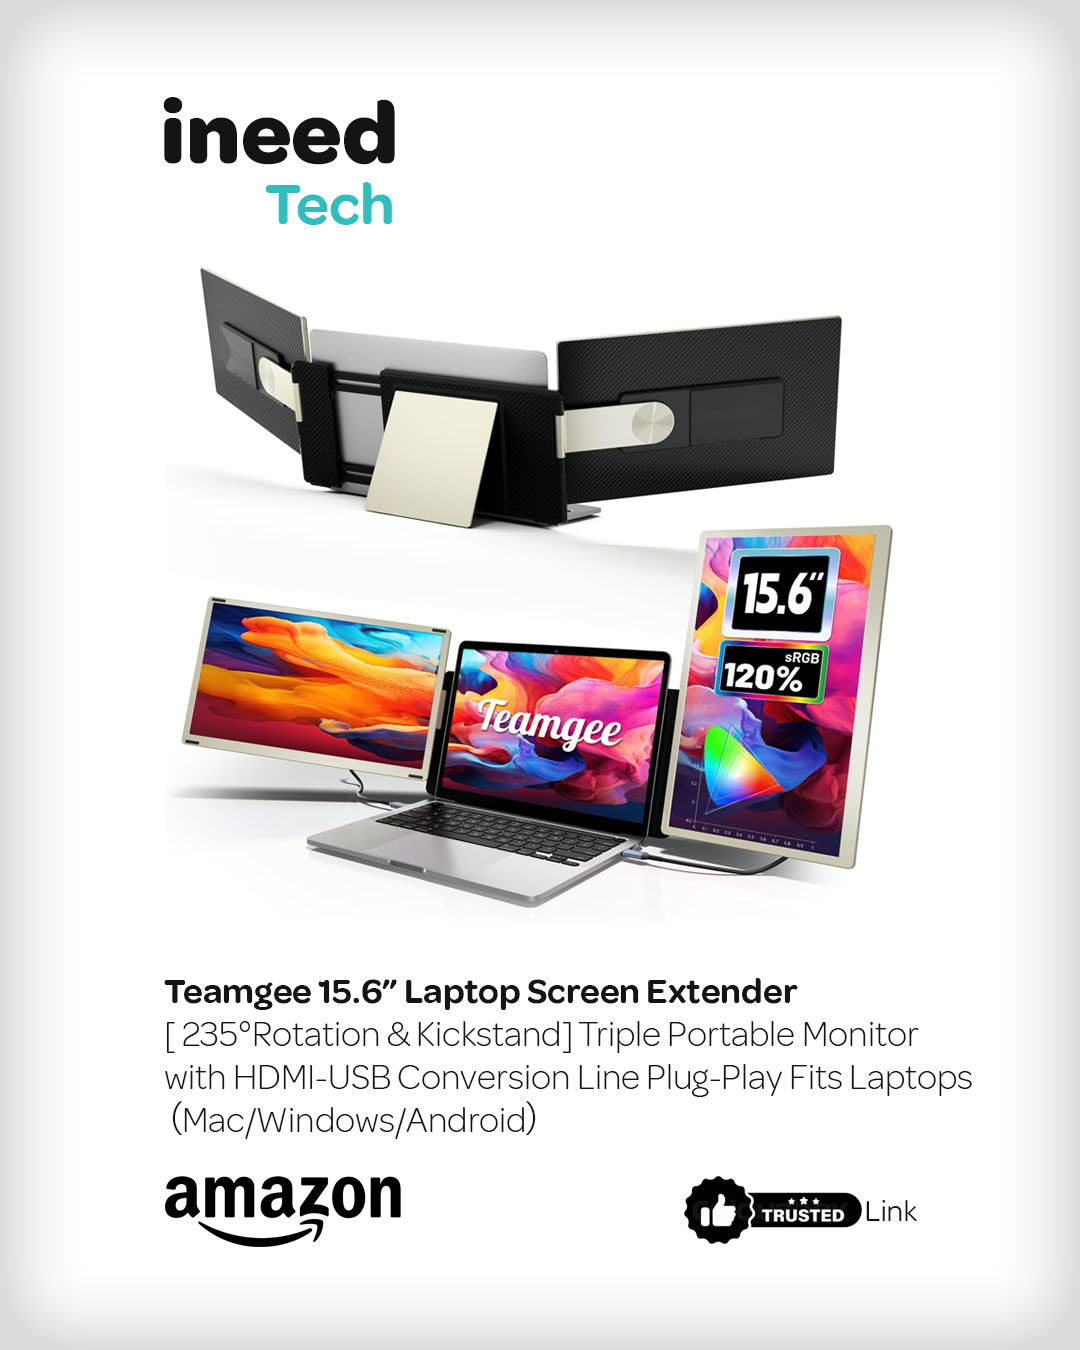 ineed
Tech
15.6”
sRGB
120%
Teamgee
Teamgee 15.6” Laptop Screen Extender
[ 235°Rotation & Kickstand] Triple Portable Monitor
with HDMI-USB Conversion Line Plug-Play Fits Laptops
(Mac/Windows/Android)
amazon
TRUSTED Link